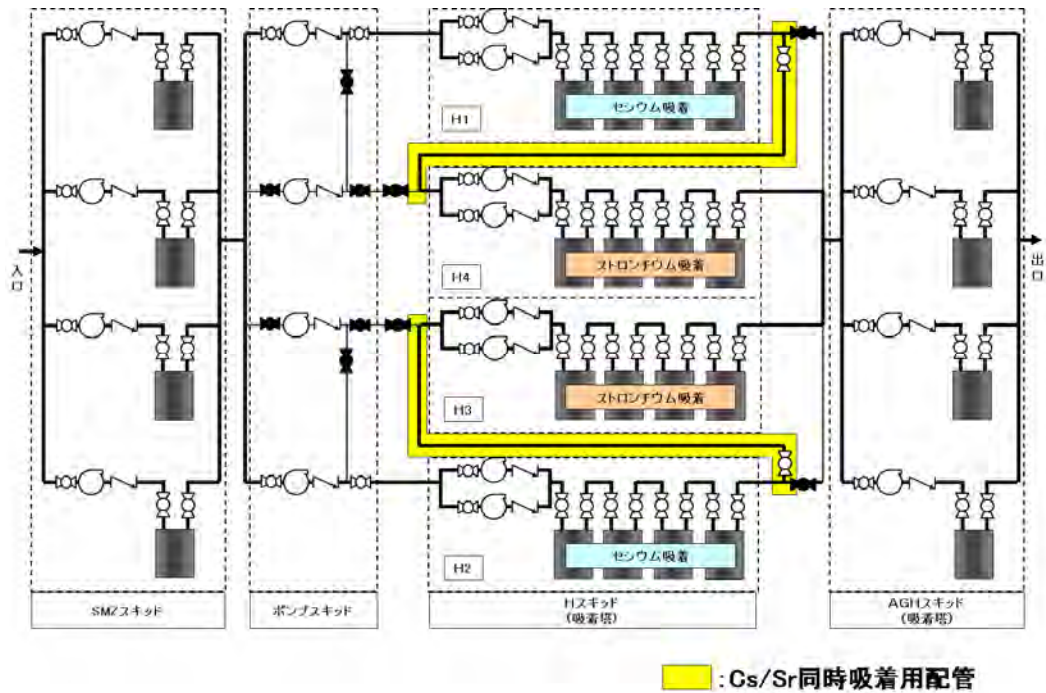 セシウム吸着
H1
ストロンチウム吸着
H4
入口
出口
ストロンチウム吸着
H3
セシウム吸着
H2
SMZスキッド
ポンプスキッド
Hスキッド
(吸着塔)
AGHスキッド
(吸着塔)
:Cs/Sr同時吸着用配管